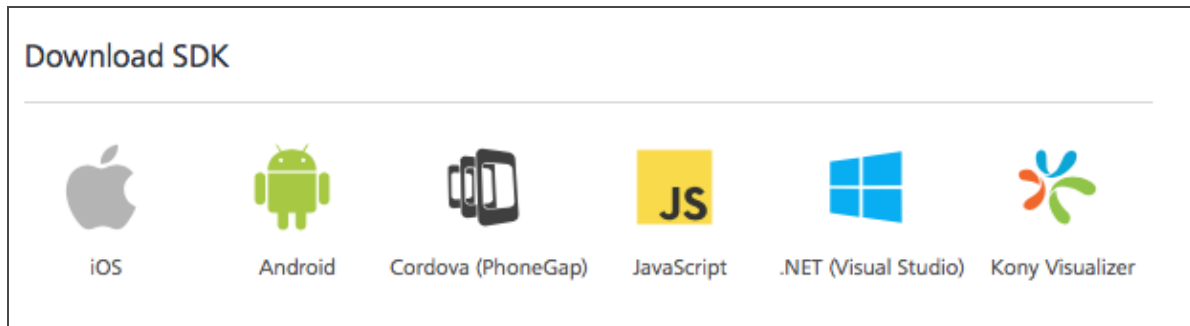 Download SDK
JS
iOS Android Cordova (PhoneGap) JavaScript .NET (Visual Studio) Kony Visualizer